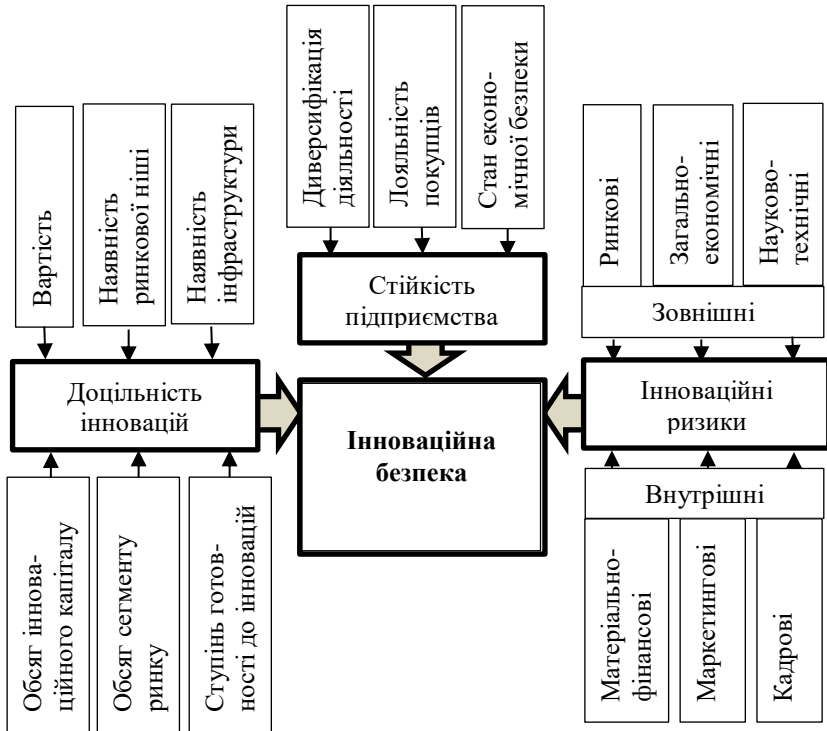 Вартість
Наявність
ринкової ніші
Наявність
інфраструктури
Диверсифікація
діяльності
Лояльність
покупців
Стан еконо-
мічної безпеки
Ринкові
Загально-
економічні
Науково-
технічні
Зовнішні
Стійкість
підприємства
Доцільність
інновацій
Інноваційна
безпека
Інноваційні
ризики
Внутрішні
Обсяг іннова-
ційного капіталу
Обсяг сегменту
ринку
Ступінь готов-
ності до інновацій
Матеріально-
фінансові
Маркетингові
Кадрові